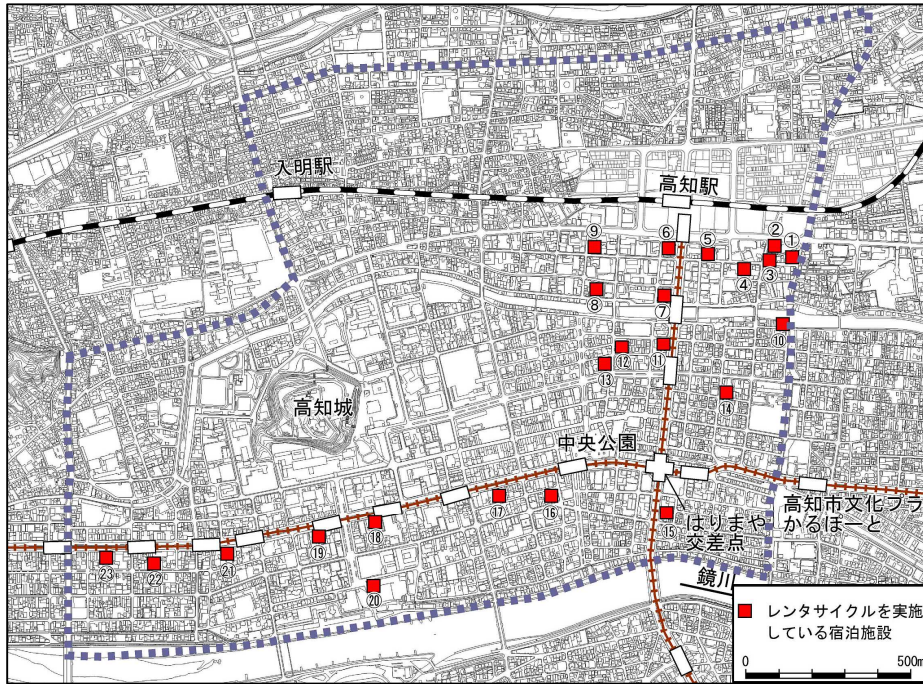 入明駅
高知駅
⑨
⑥
⑤
②
①
④
③
⑧
⑦
⑩
⑬
⑫
⑪
⑭
高知城
中央公園
⑰
⑯
⑮
はりまや
交差点
高知市文化プラ
かるぽーと
⑲
⑱
㉓
㉒
㉑
⑳
鏡川
レンタサイクルを実施
している宿泊施設
0 500m